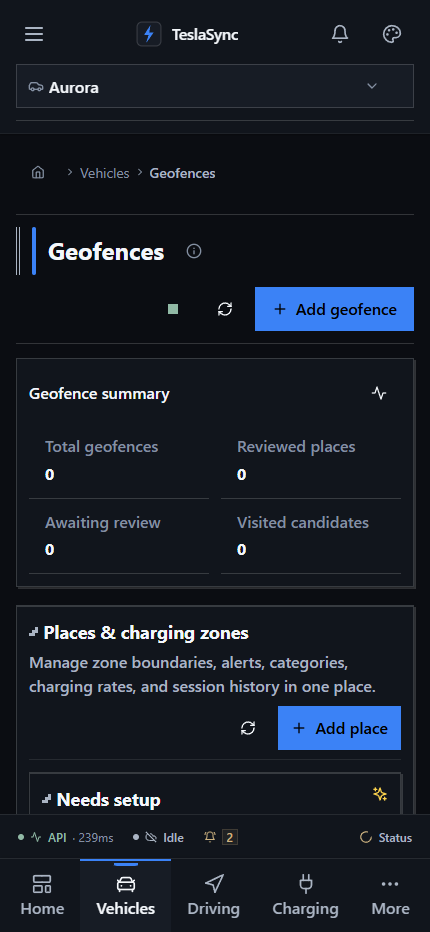 TeslaSync
Aurora
Vehicles
Geofences
Geofences
Add geofence
Geofence summary
Total geofences
0
Reviewed places
0
Awaiting review
0
Visited candidates
0
Places & charging zones
Manage zone boundaries, alerts, categories,
charging rates, and session history in one place.
Add place
Needs setup
API · 239ms
Idle
2
Status
Home
Vehicles
Driving
Charging
More